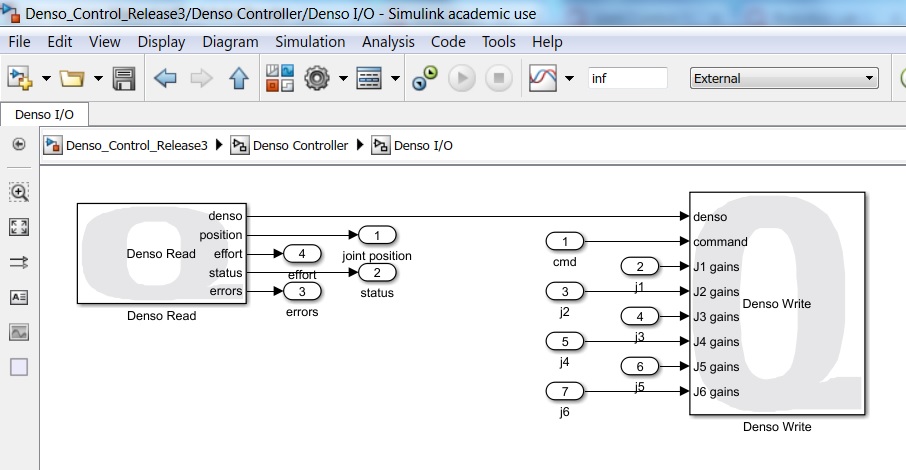 Denso_Control_Release3/Denso Controller/Denso I/O - Simulink academic use
File Edit View Display Diagram Simulation Analysis Code Tools Help
inf External
Denso I/O
Denso_Control_Release3 Denso Controller Denso I/O
denso
position
effort
status
errors
Denso Read
Denso Read
1
joint position
4
effort
2
status
3
errors
1
cmd
2
j1
3
j2
4
j3
5
j4
6
j5
7
j6
denso
command
J1 gains
J2 gains
J3 gains
J4 gains
J5 gains
J6 gains
Denso Write
Denso Write